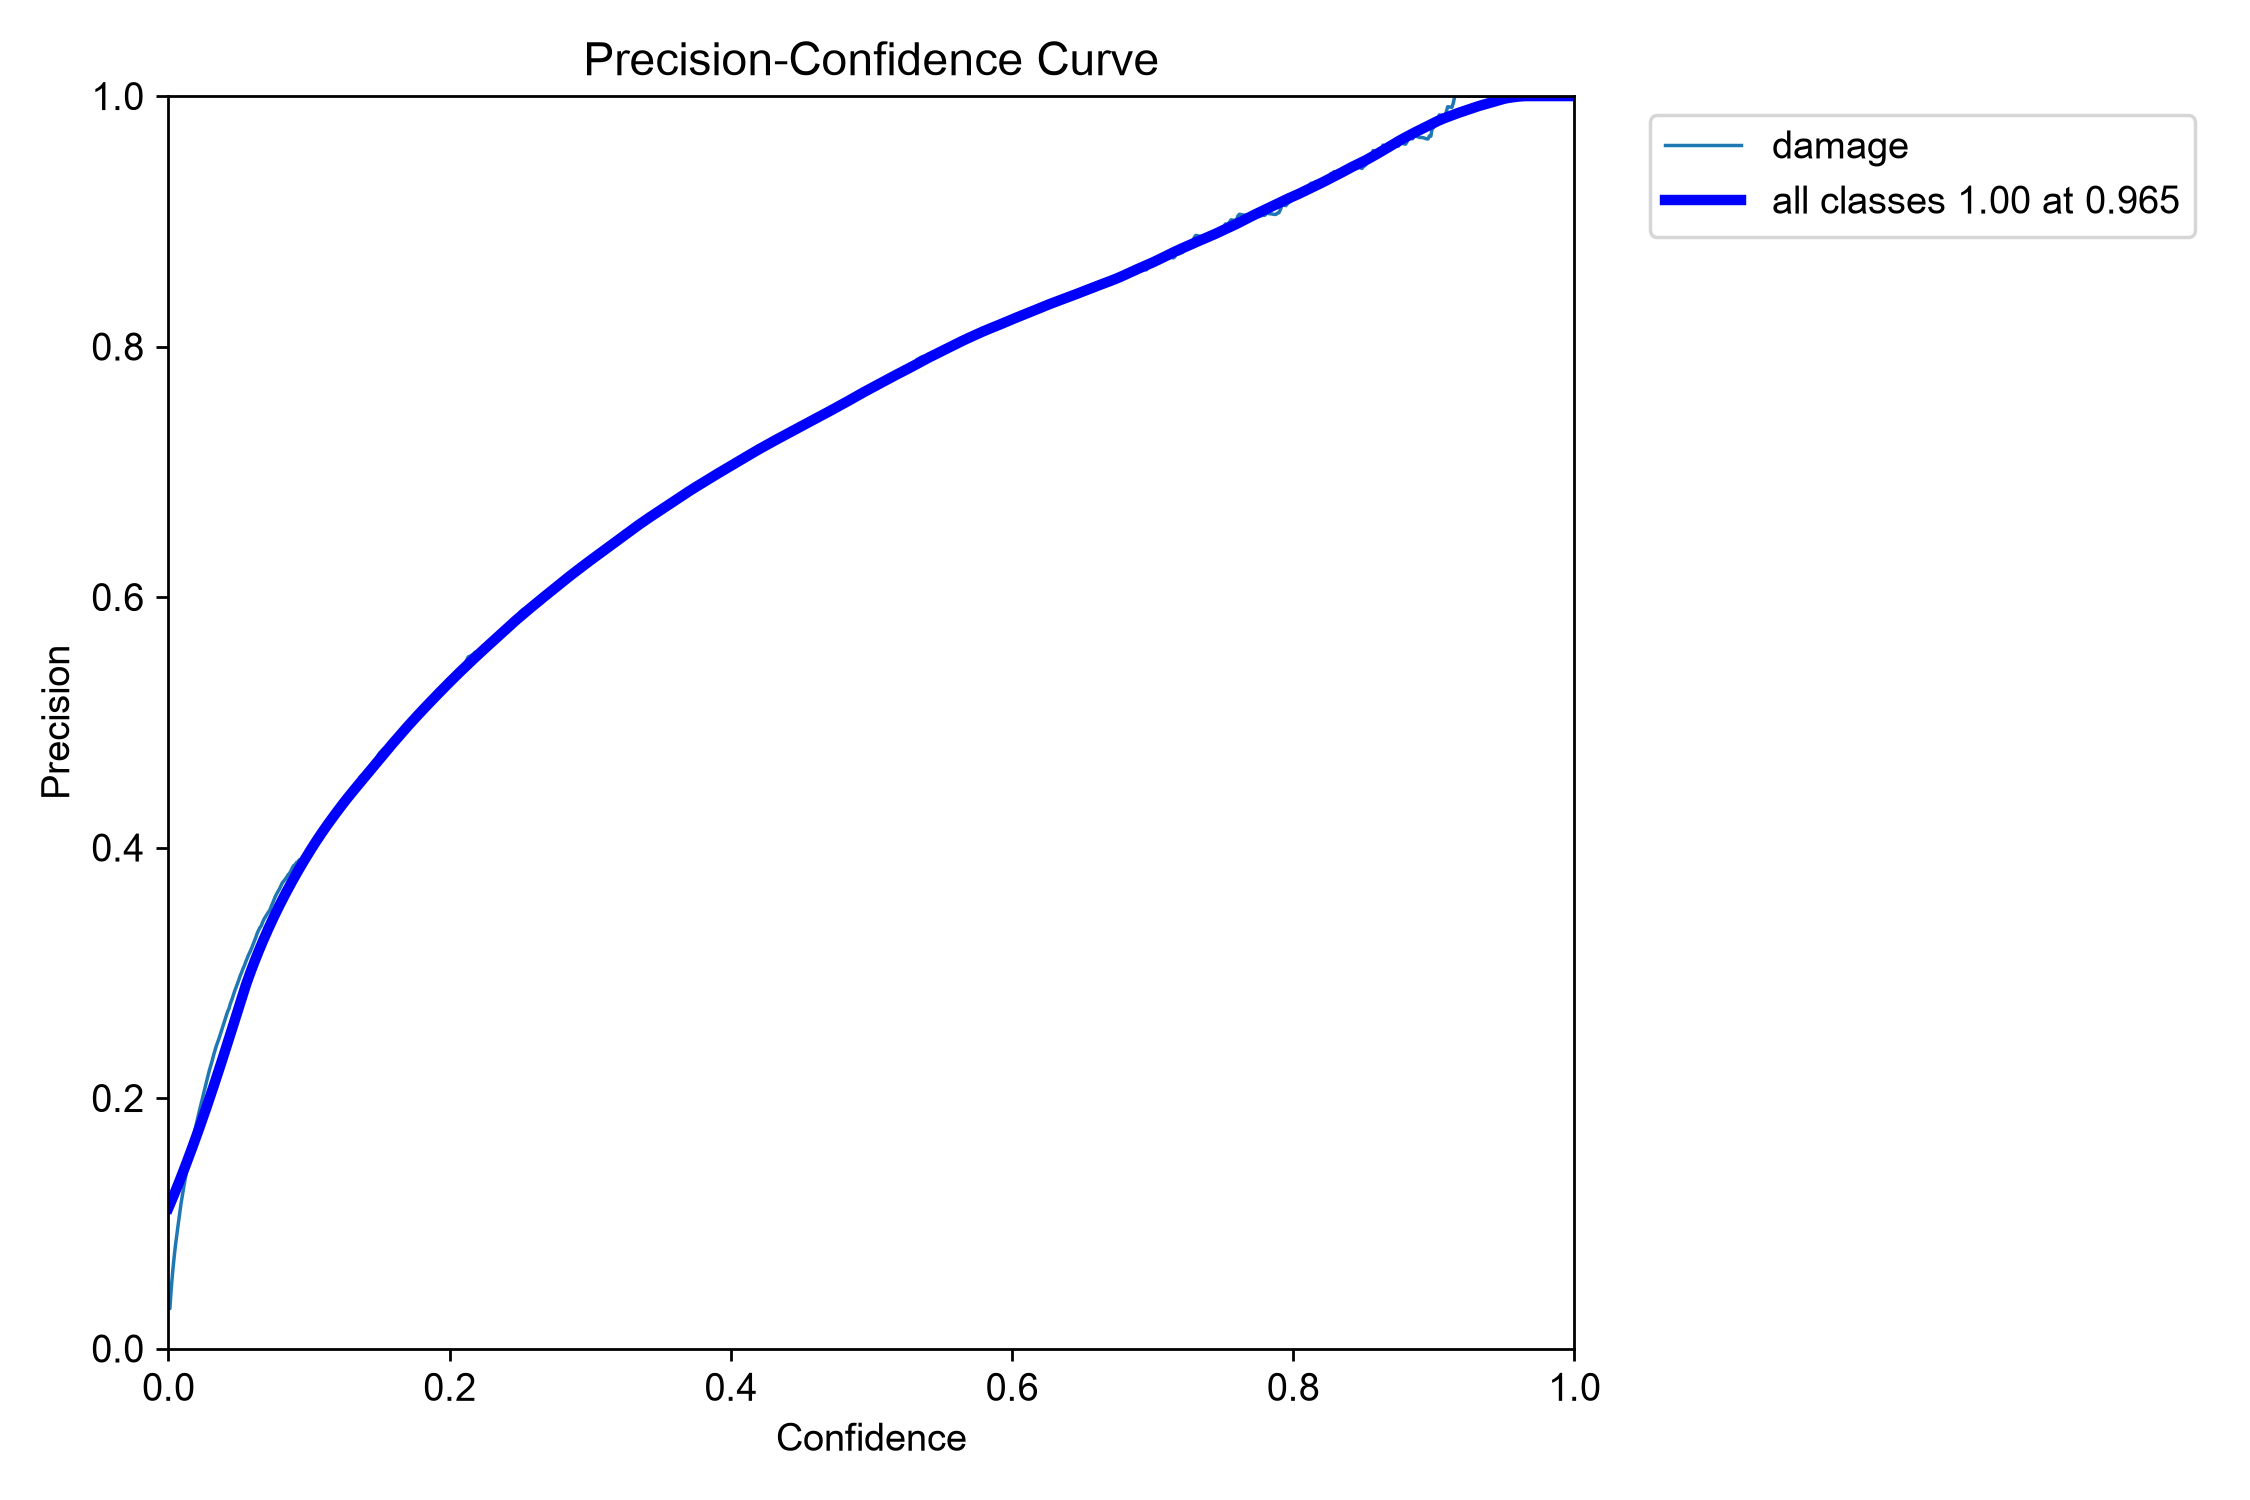 Precision-Confidence Curve
damage
all classes 1.00 at 0.965
1.0
0.8
0.6
0.4
0.2
0.0
Precision
0.0 0.2 0.4 0.6 0.8 1.0
Confidence